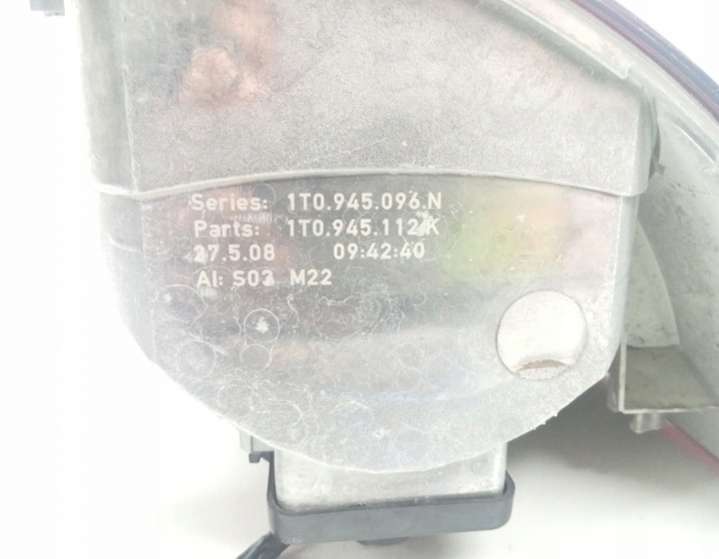 Series: 1T0.945.096.N
Parts: 1T0.945.112.K
27.5.08 09:42:40
AI: S03 M22